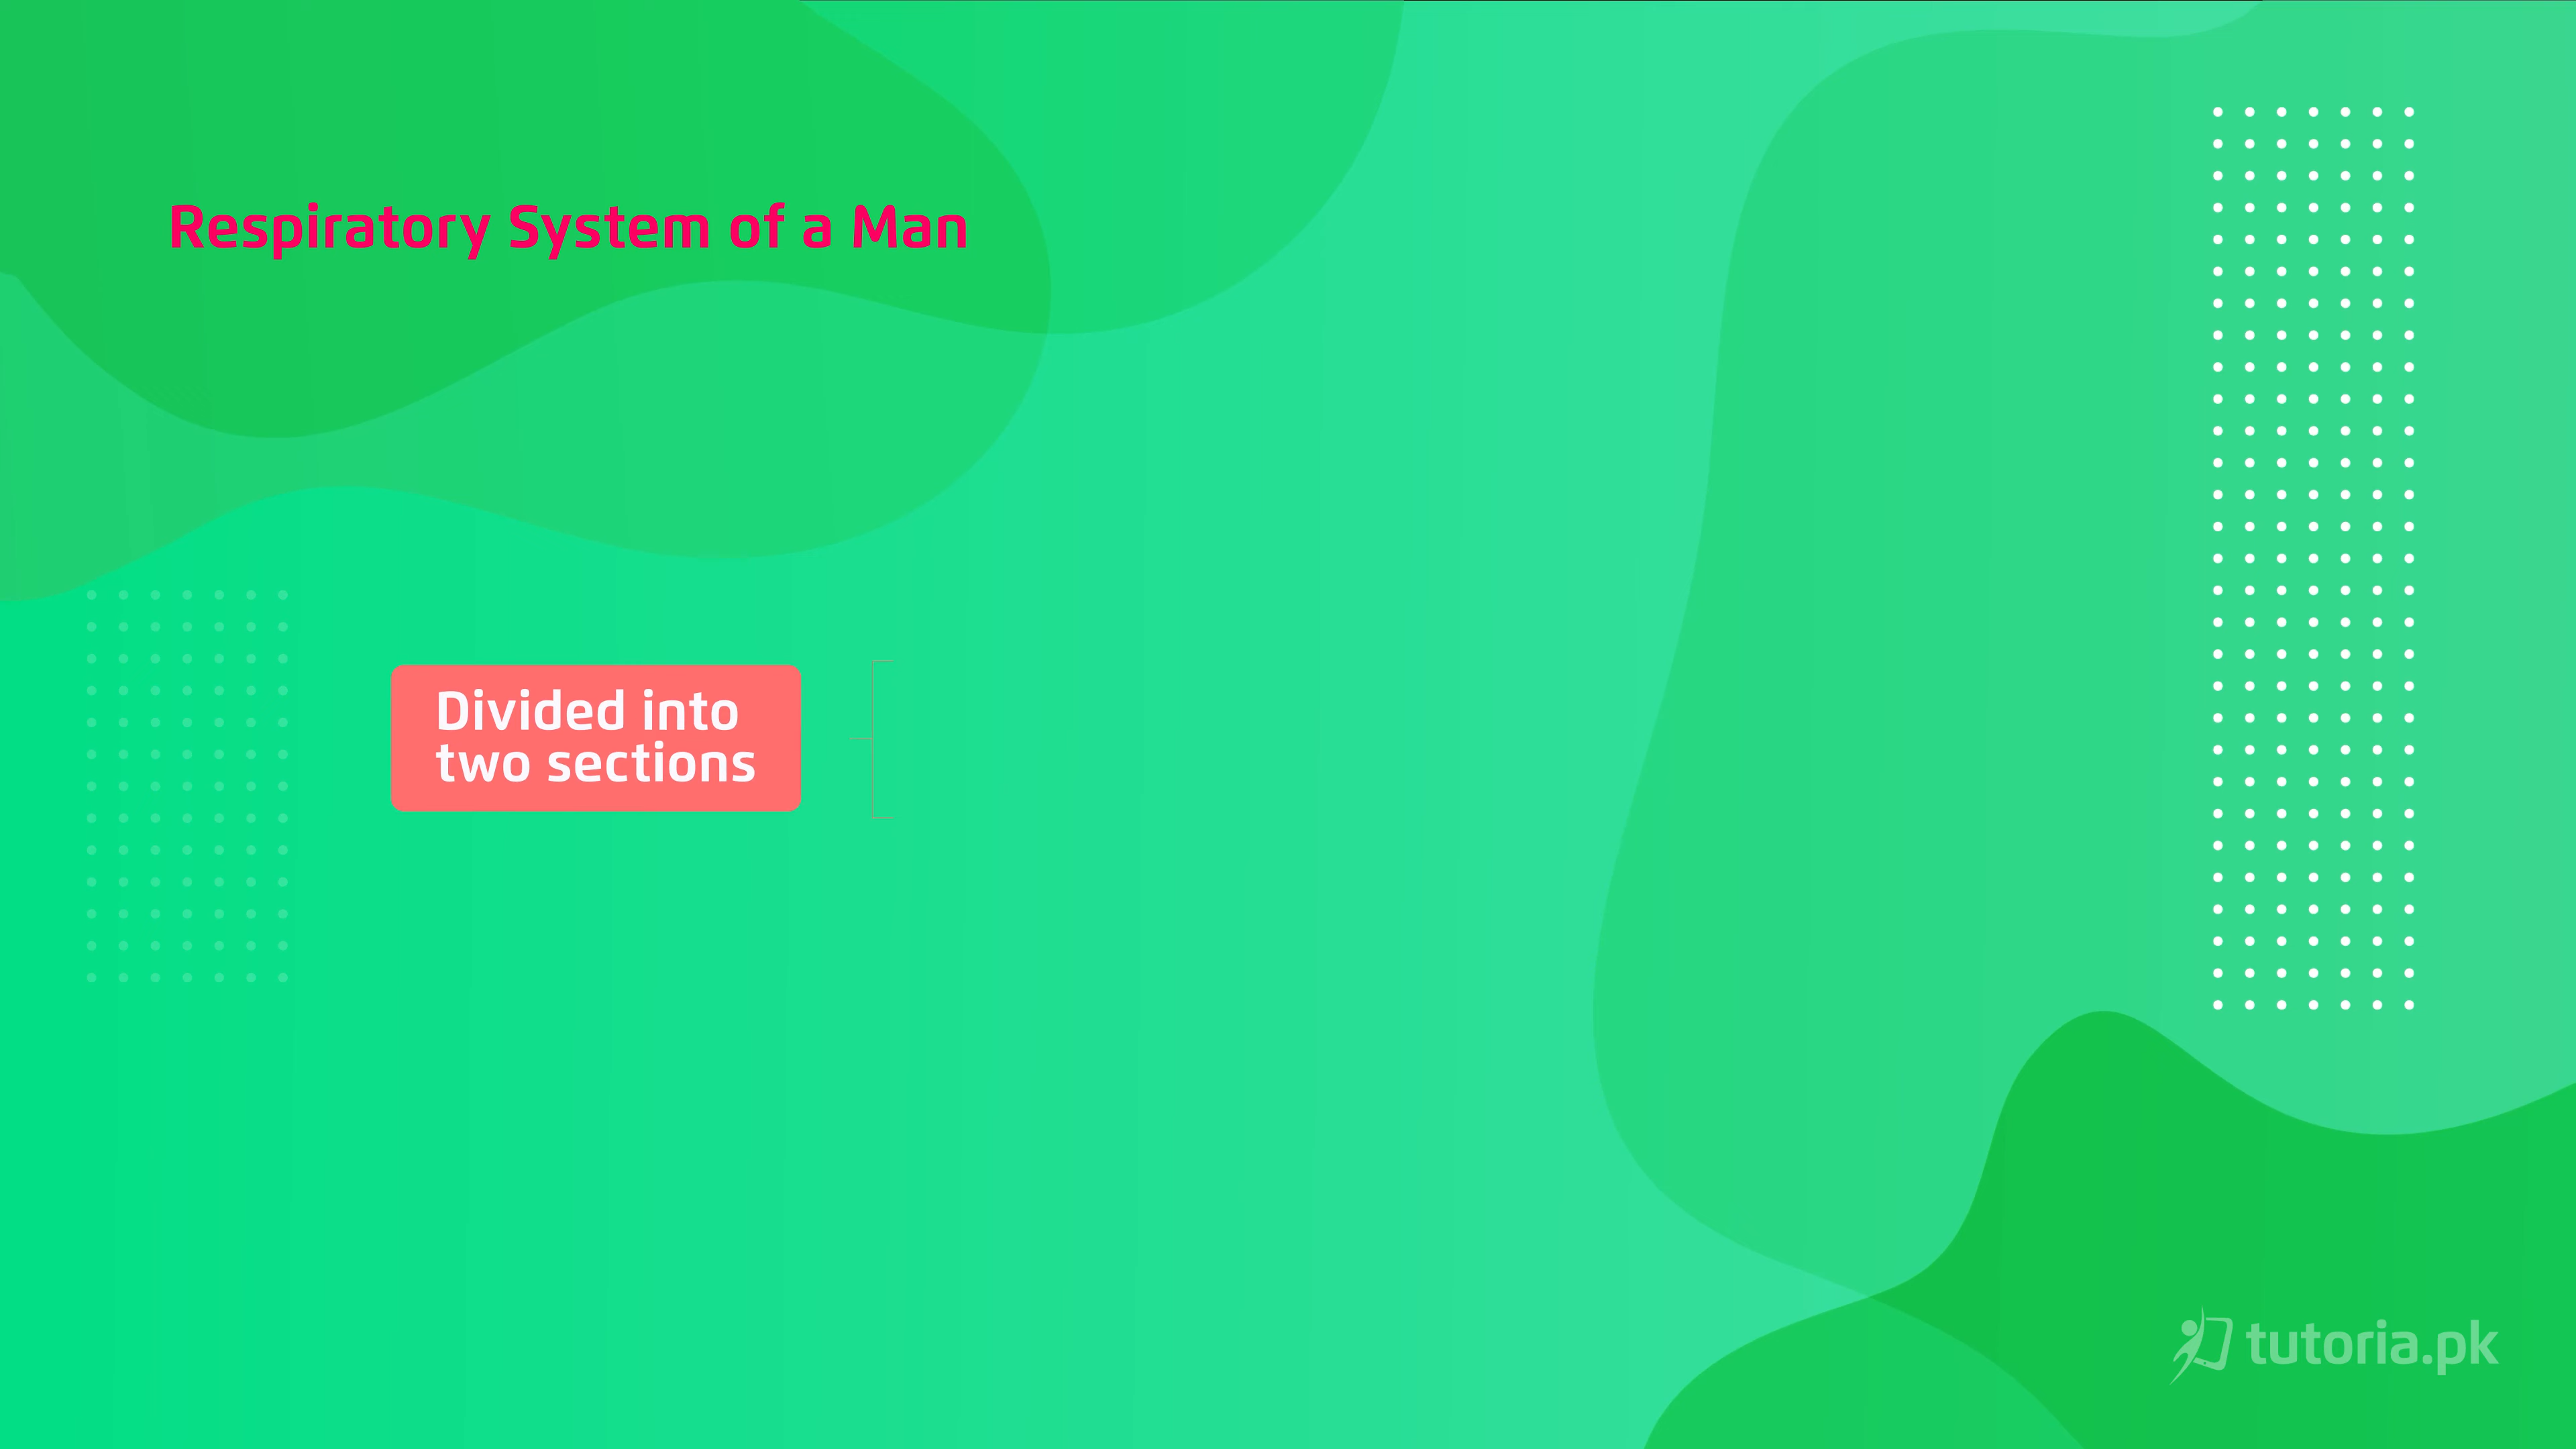 Respiratory System of a Man
Divided into
two sections
tutoria.pk